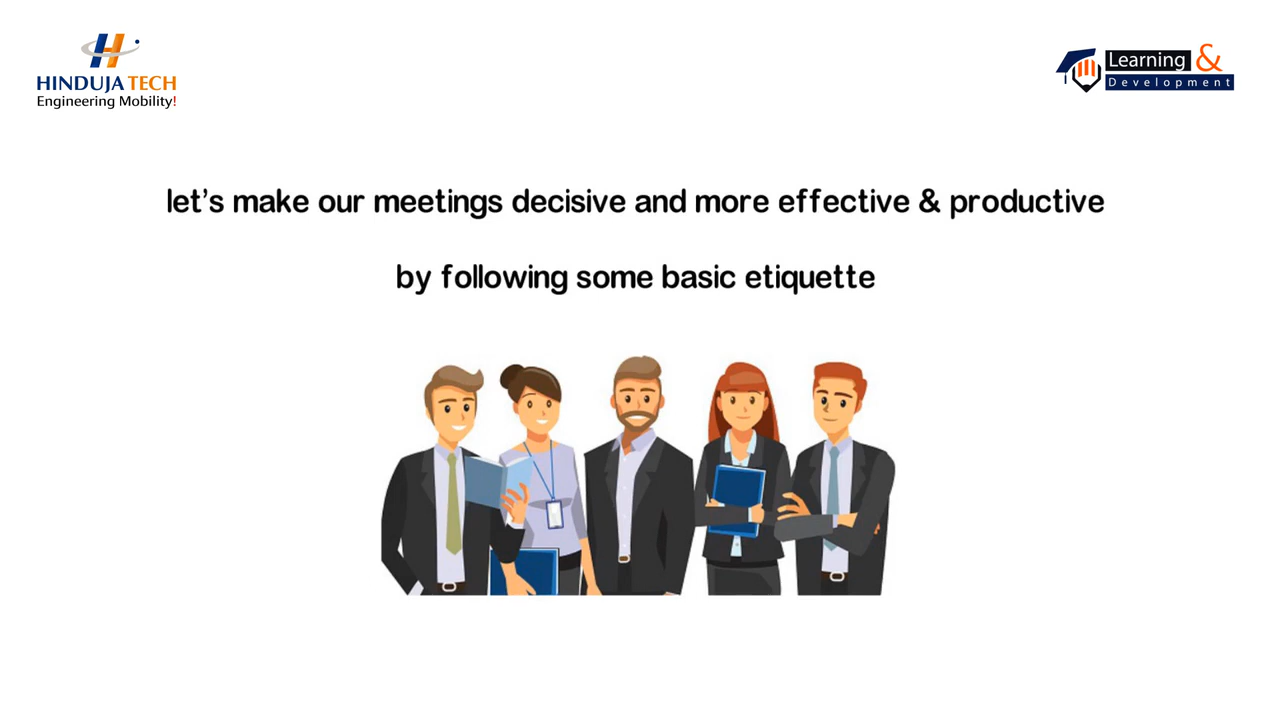 HINDUJA TECH
Engineering Mobility!
Learning &
Development
let's make our meetings decisive and more effective & productive
by following some basic etiquette